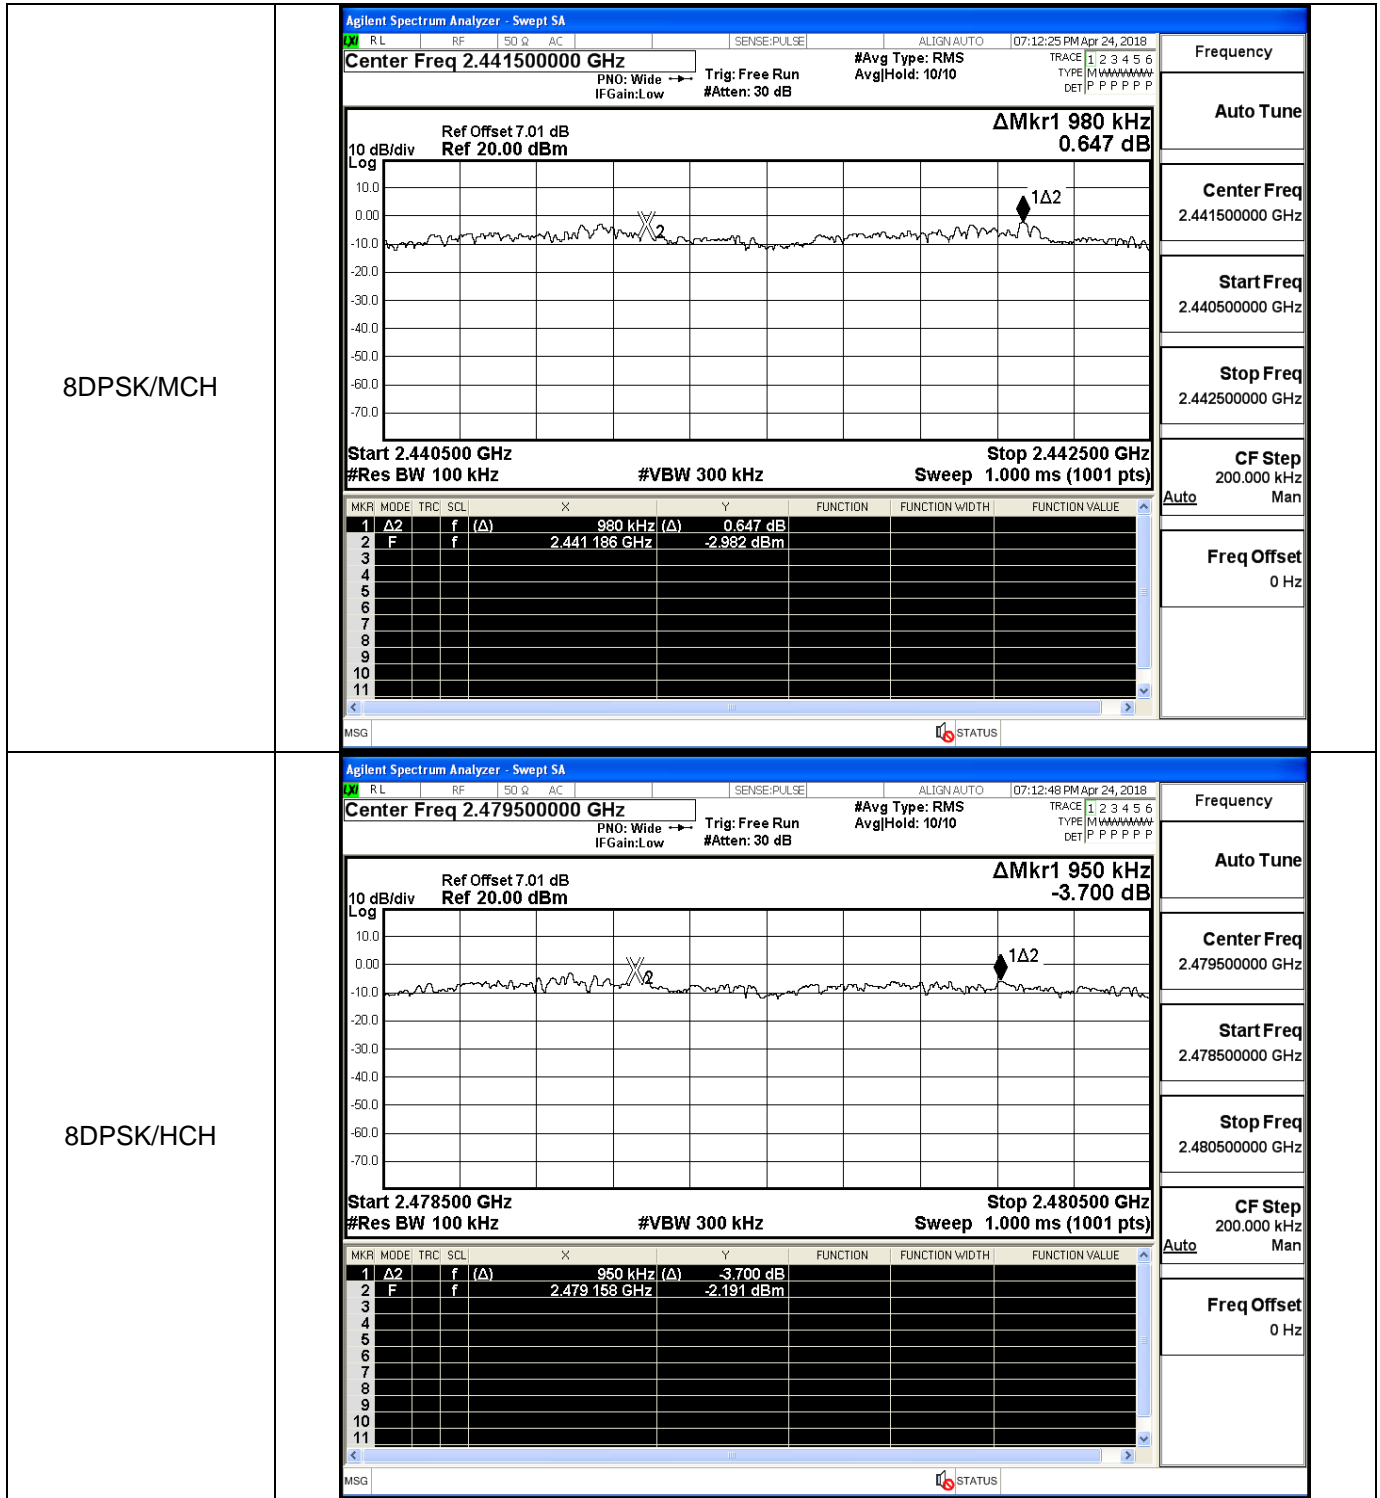 8DPSK/MCH
Agilent Spectrum Analyzer - Swept SA
LXI RL RF 50 Ω AC SENSE:PULSE ALIGN AUTO 07:12:25 PM Apr 24, 2018
Center Freq 2.441500000 GHz
PNO: Wide
IFGain:Low
Trig: Free Run
#Atten: 30 dB
#Avg Type: RMS
Avg|Hold: 10/10
TRACE 1 2 3 4 5 6
TYPE M WWWWW
DET P P P P P P
Frequency
Auto Tune
Center Freq
2.441500000 GHz
Start Freq
2.440500000 GHz
Stop Freq
2.442500000 GHz
CF Step
200.000 kHz
Auto Man
Freq Offset
0 Hz
ΔMkr1 980 kHz
0.647 dB
Ref Offset 7.01 dB
10 dB/div Ref 20.00 dBm
Log
10.0
0.00
-10.0
-20.0
-30.0
-40.0
-50.0
-60.0
-70.0
1Δ2
2
Start 2.440500 GHz Stop 2.442500 GHz
#Res BW 100 kHz #VBW 300 kHz Sweep 1.000 ms (1001 pts)
MKR MODE TRC SCL X Y FUNCTION FUNCTION WIDTH FUNCTION VALUE
1 Δ2 f (Δ) 980 kHz (Δ) 0.647 dB
2 F f 2.441 186 GHz -2.982 dBm
3
4
5
6
7
8
9
10
11
MSG STATUS
8DPSK/HCH
Agilent Spectrum Analyzer - Swept SA
LXI RL RF 50 Ω AC SENSE:PULSE ALIGN AUTO 07:12:48 PM Apr 24, 2018
Center Freq 2.479500000 GHz
PNO: Wide
IFGain:Low
Trig: Free Run
#Atten: 30 dB
#Avg Type: RMS
Avg|Hold: 10/10
TRACE 1 2 3 4 5 6
TYPE M WWWWW
DET P P P P P P
Frequency
Auto Tune
Center Freq
2.479500000 GHz
Start Freq
2.478500000 GHz
Stop Freq
2.480500000 GHz
CF Step
200.000 kHz
Auto Man
Freq Offset
0 Hz
ΔMkr1 950 kHz
-3.700 dB
Ref Offset 7.01 dB
10 dB/div Ref 20.00 dBm
Log
10.0
0.00
-10.0
-20.0
-30.0
-40.0
-50.0
-60.0
-70.0
1Δ2
2
Start 2.478500 GHz Stop 2.480500 GHz
#Res BW 100 kHz #VBW 300 kHz Sweep 1.000 ms (1001 pts)
MKR MODE TRC SCL X Y FUNCTION FUNCTION WIDTH FUNCTION VALUE
1 Δ2 f (Δ) 950 kHz (Δ) -3.700 dB
2 F f 2.479 158 GHz -2.191 dBm
3
4
5
6
7
8
9
10
11
MSG STATUS